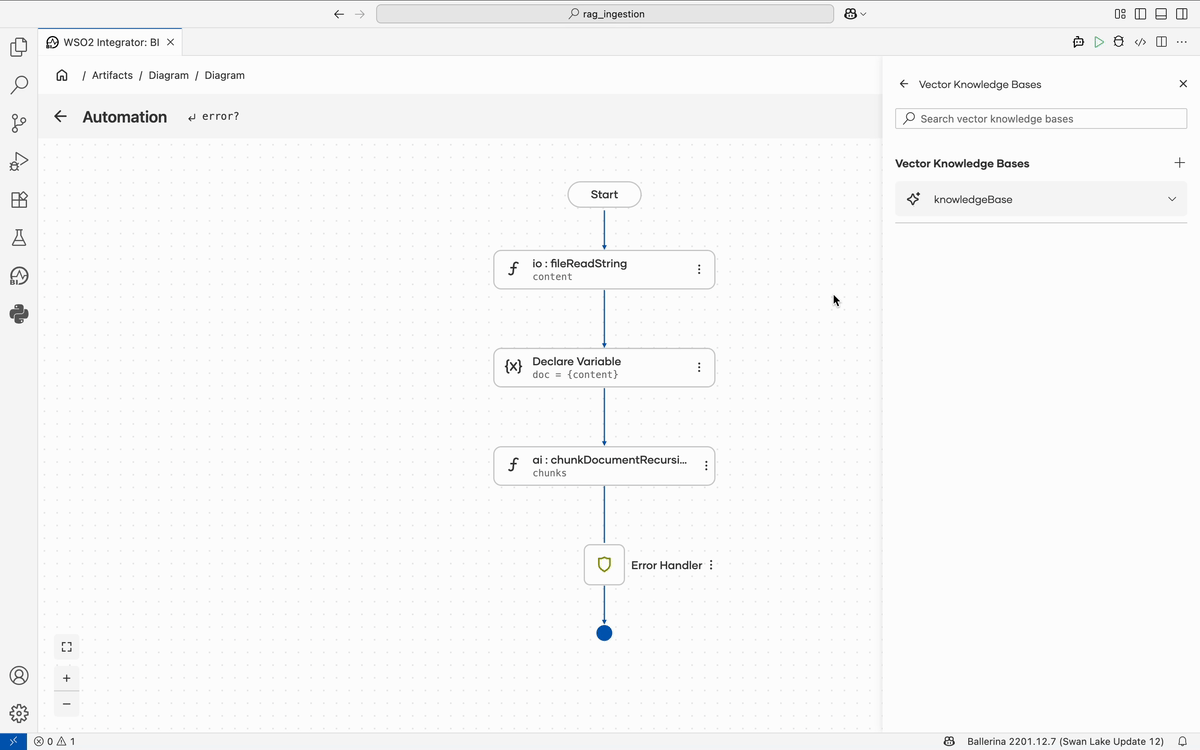 rag_ingestion
WSO2 Integrator: BI
/ Artifacts / Diagram / Diagram
Automation
error?
Start
io : fileReadString
content
{x}
Declare Variable
doc = {content}
ai : chunkDocumentRecursi...
chunks
Error Handler
Vector Knowledge Bases
Search vector knowledge bases
Vector Knowledge Bases
knowledgeBase
0
1
Ballerina 2201.12.7 (Swan Lake Update 12)